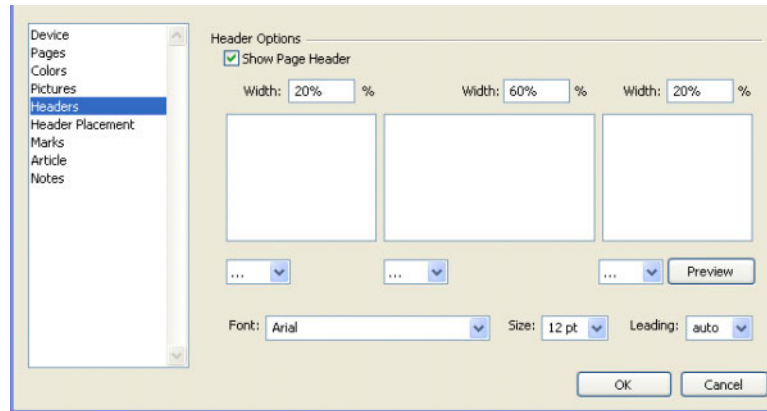 Device
Pages
Colors
Pictures
Headers
Header Placement
Marks
Article
Notes
Header Options
Show Page Header
Width: 20% % Width: 60% % Width: 20% %
... ... ... Preview
Font: Arial Size: 12 pt Leading: auto
OK Cancel